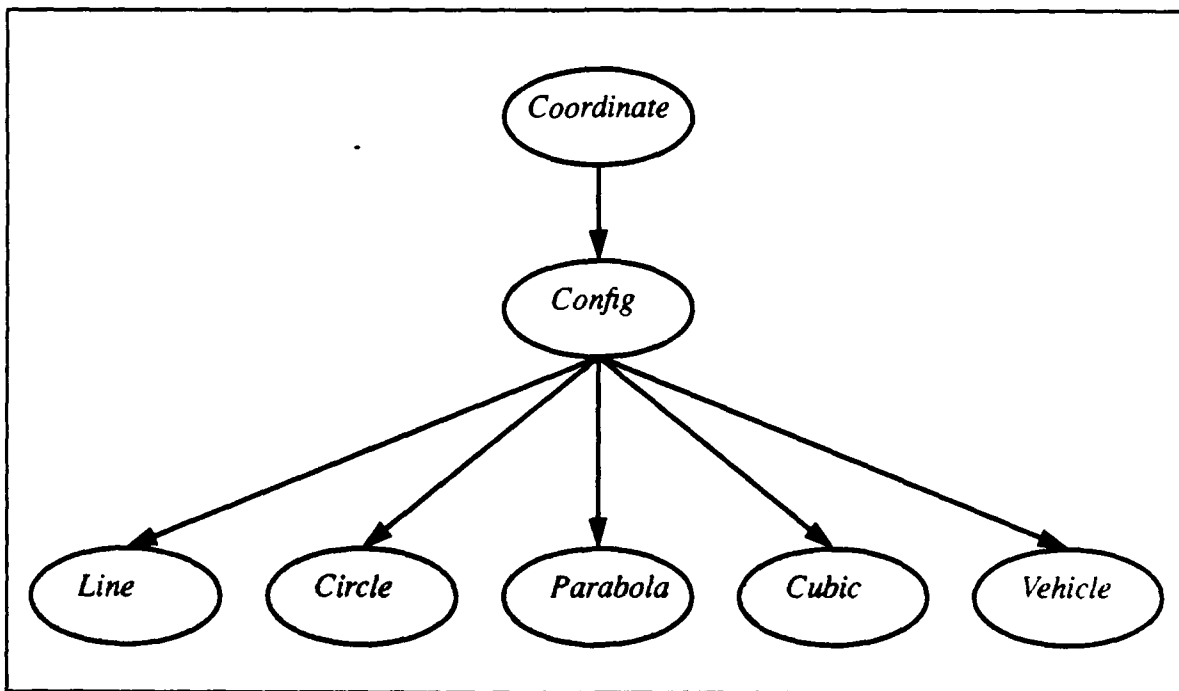 Coordinate
Config
Line
Circle
Parabola
Cubic
Vehicle